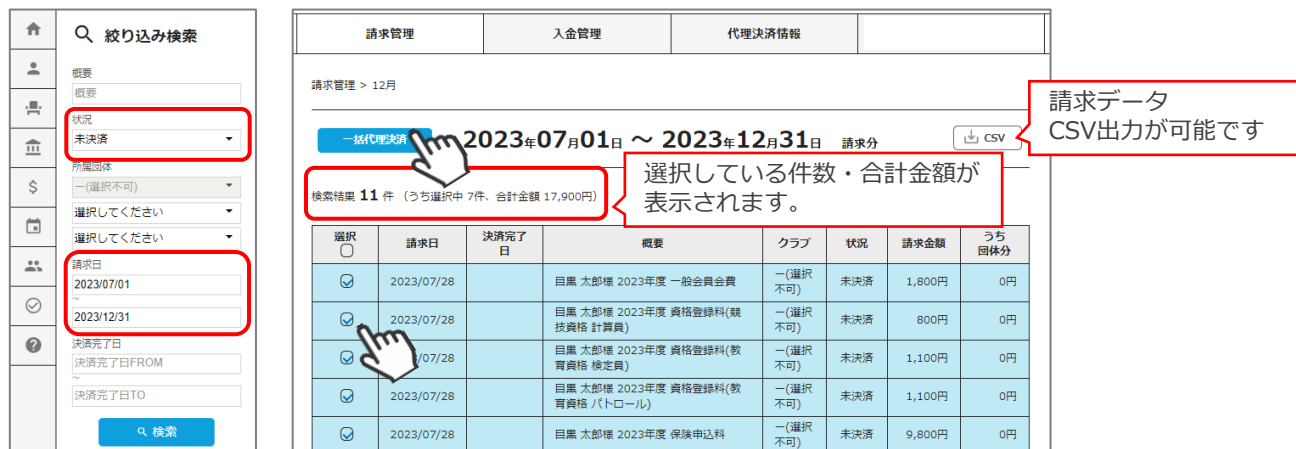 絞り込み検索
概要
概要
状況
未決済
所属団体
ー(選択不可)
選択してください
選択してください
請求日
2023/07/01
~
2023/12/31
決済完了日
決済完了日FROM
~
決済完了日TO
検索
請求管理
入金管理
代理決済情報
請求管理 > 12月
一括代理決済
2023年07月01日 ～ 2023年12月31日 請求分
CSV
請求データ
CSV出力が可能です
選択している件数・合計金額が
表示されます。
検索結果 11 件 （うち選択中 7件、合計金額 17,900円）
選択 請求日 決済完了日 概要 クラブ 状況 請求金額 うち団体分
2023/07/28 目黒 太郎様 2023年度 一般会員会費 ー(選択不可) 未決済 1,800円 0円
2023/07/28 目黒 太郎様 2023年度 資格登録料(競技資格 計算員) ー(選択不可) 未決済 800円 0円
/07/28 目黒 太郎様 2023年度 資格登録料(教育資格 検定員) ー(選択不可) 未決済 1,100円 0円
2023/07/28 目黒 太郎様 2023年度 資格登録料(教育資格 パトロール) ー(選択不可) 未決済 1,100円 0円
2023/07/28 目黒 太郎様 2023年度 保険申込料 ー(選択不可) 未決済 9,800円 0円